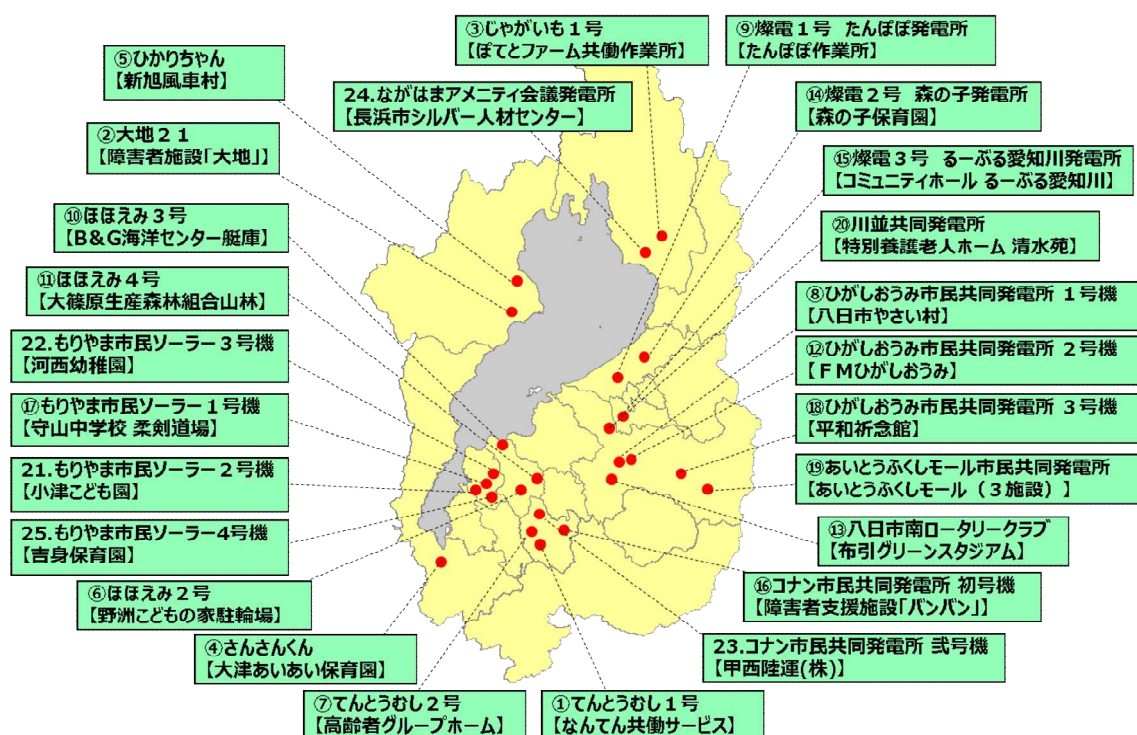 ③じゃがいも１号
【ぽてとファーム共働作業所】
⑨燦電１号 たんぽぽ発電所
【たんぽぽ作業所】
⑤ひかりちゃん
【新旭風車村】
24.ながはまアメニティ会議発電所
【長浜市シルバー人材センター】
⑭燦電２号 森の子発電所
【森の子保育園】
②大地２１
【障害者施設「大地」】
⑮燦電３号 るーぶる愛知川発電所
【コミュニティホール るーぶる愛知川】
⑩ほほえみ３号
【B&G海洋センター艇庫】
⑳川並共同発電所
【特別養護老人ホーム 清水苑】
⑪ほほえみ４号
【大篠原生産森林組合山林】
⑧ひがしおうみ市民共同発電所 １号機
【八日市やさい村】
22.もりやま市民ソーラー３号機
【河西幼稚園】
⑫ひがしおうみ市民共同発電所 ２号機
【ＦＭひがしおうみ】
⑰もりやま市民ソーラー１号機
【守山中学校 柔剣道場】
⑱ひがしおうみ市民共同発電所 ３号機
【平和祈念館】
21.もりやま市民ソーラー２号機
【小津こども園】
⑲あいとうふくしモール市民共同発電所
【あいとうふくしモール（３施設）】
25.もりやま市民ソーラー4号機
【吉身保育園】
⑬八日市南ロータリークラブ
【布引グリーンスタジアム】
⑥ほほえみ２号
【野洲こどもの家駐輪場】
⑯コナン市民共同発電所 初号機
【障害者支援施設「バンバン」】
④さんさんくん
【大津あいあい保育園】
23.コナン市民共同発電所 弐号機
【甲西陸運(株)】
⑦てんとうむし２号
【高齢者グループホーム】
①てんとうむし１号
【なんてん共働サービス】